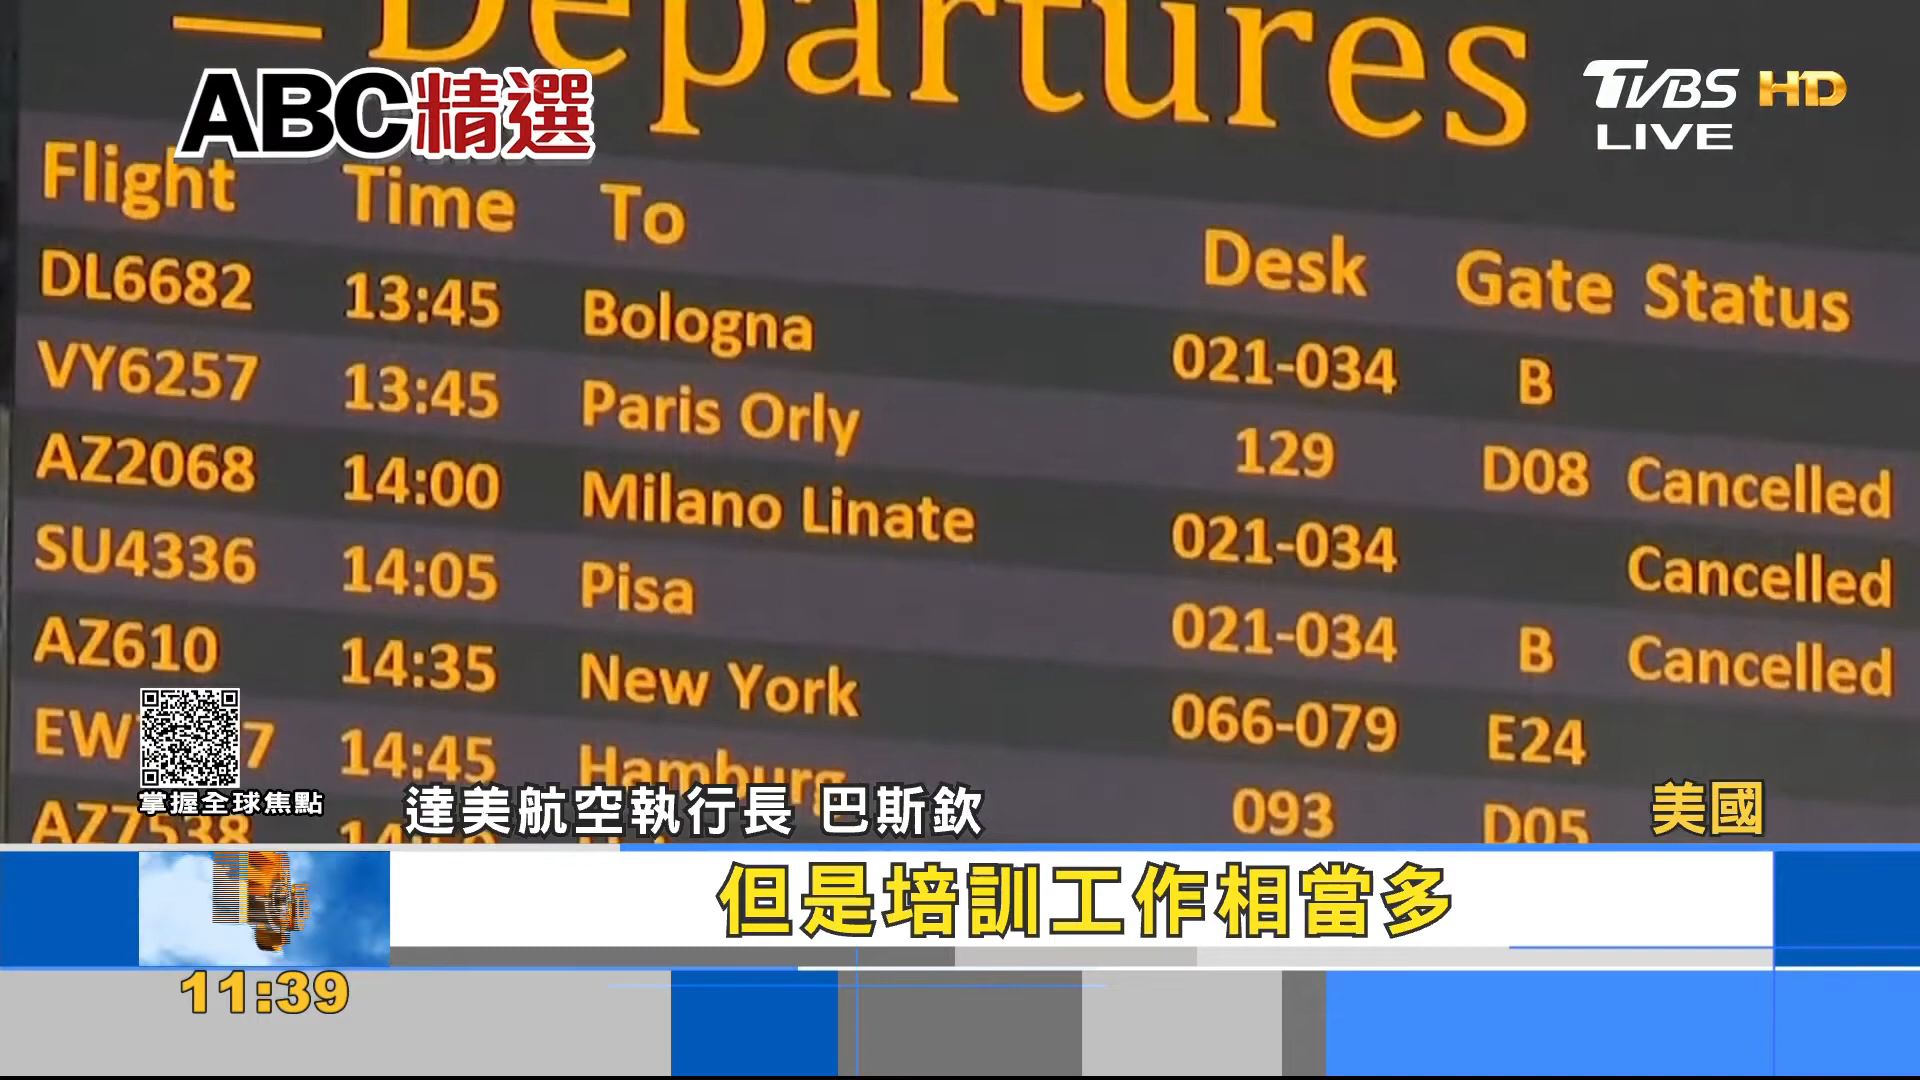 Departures
ABC精選
TVBS HD
LIVE
Flight Time To Desk Gate Status
DL6682 13:45 Bologna 021-034 B
VY6257 13:45 Paris Orly 129 D08 Cancelled
AZ2068 14:00 Milano Linate 021-034 Cancelled
SU4336 14:05 Pisa 021-034 B Cancelled
AZ610 14:35 New York 066-079 E24
14:45 Hamburg 093 D05
AZ7538
掌握全球焦點
達美航空執行長 巴斯欽
美國
但是培訓工作相當多
11:39